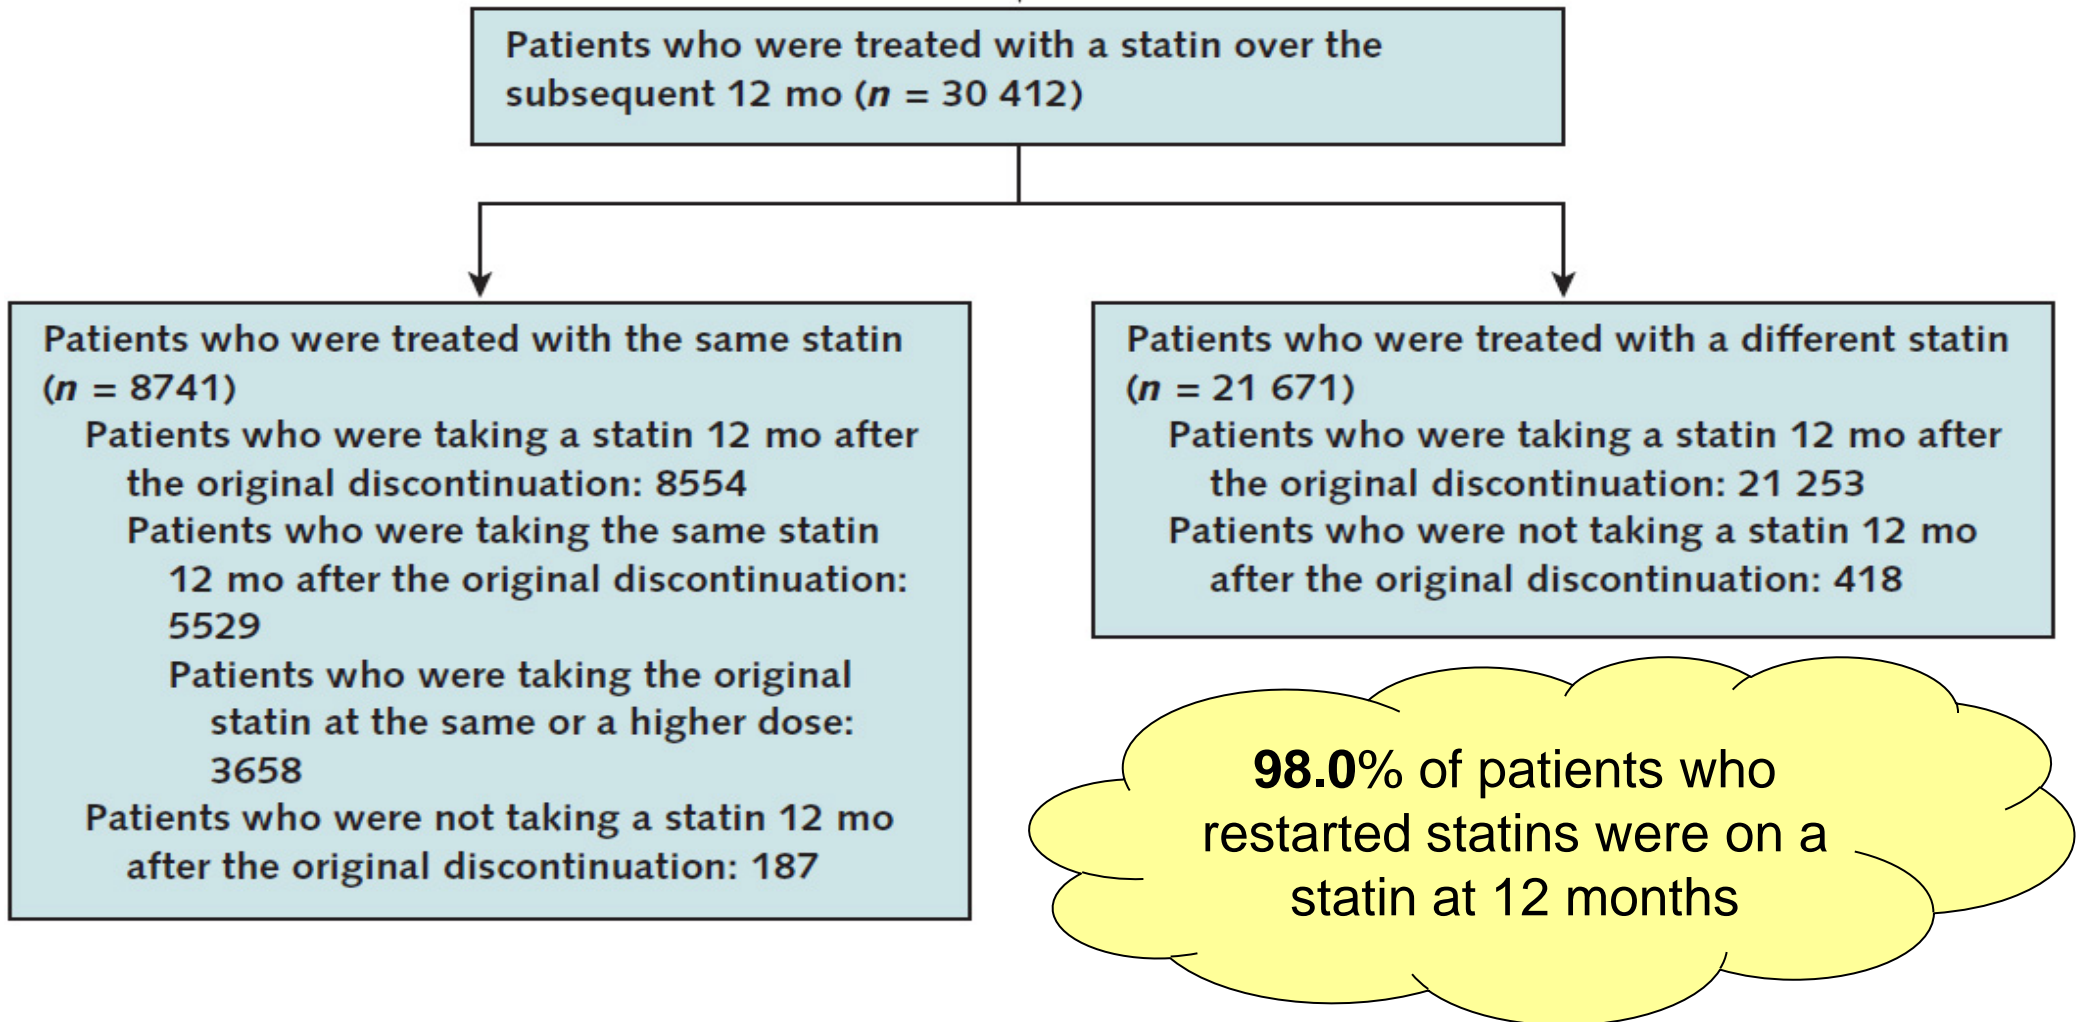 Patients who were treated with a statin over the
subsequent 12 mo (n = 30 412)
Patients who were treated with the same statin
(n = 8741)
Patients who were taking a statin 12 mo after
the original discontinuation: 8554
Patients who were taking the same statin
12 mo after the original discontinuation:
5529
Patients who were taking the original
statin at the same or a higher dose:
3658
Patients who were not taking a statin 12 mo
after the original discontinuation: 187
Patients who were treated with a different statin
(n = 21 671)
Patients who were taking a statin 12 mo after
the original discontinuation: 21 253
Patients who were not taking a statin 12 mo
after the original discontinuation: 418
98.0% of patients who
restarted statins were on a
statin at 12 months